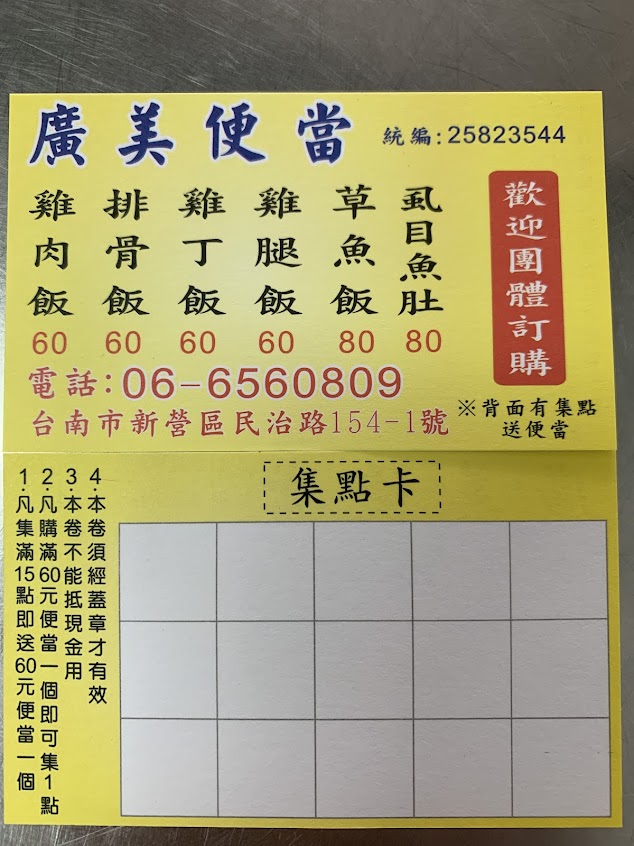 廣美便當
統編:25823544
雞肉飯 60
排骨飯 60
雞丁飯 60
雞腿飯 60
草魚飯 80
虱目魚肚 80
歡迎團體訂購
電話:06-6560809
台南市新營區民治路154-1號
※背面有集點
送便當
集點卡
1.凡集滿15點即送60元便當一個
2.凡購滿60元便當一個即可集1點
3.本卷不能抵現金用
4.本卷須經蓋章才有效